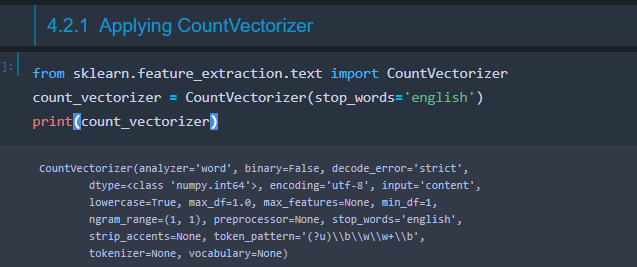 4.2.1 Applying CountVectorizer
]:
from sklearn.feature_extraction.text import CountVectorizer
count_vectorizer = CountVectorizer(stop_words='english')
print(count_vectorizer)
CountVectorizer(analyzer='word', binary=False, decode_error='strict',
dtype=<class 'numpy.int64'>, encoding='utf-8', input='content',
lowercase=True, max_df=1.0, max_features=None, min_df=1,
ngram_range=(1, 1), preprocessor=None, stop_words='english',
strip_accents=None, token_pattern='(?u)\\b\\w\\w+\\b',
tokenizer=None, vocabulary=None)